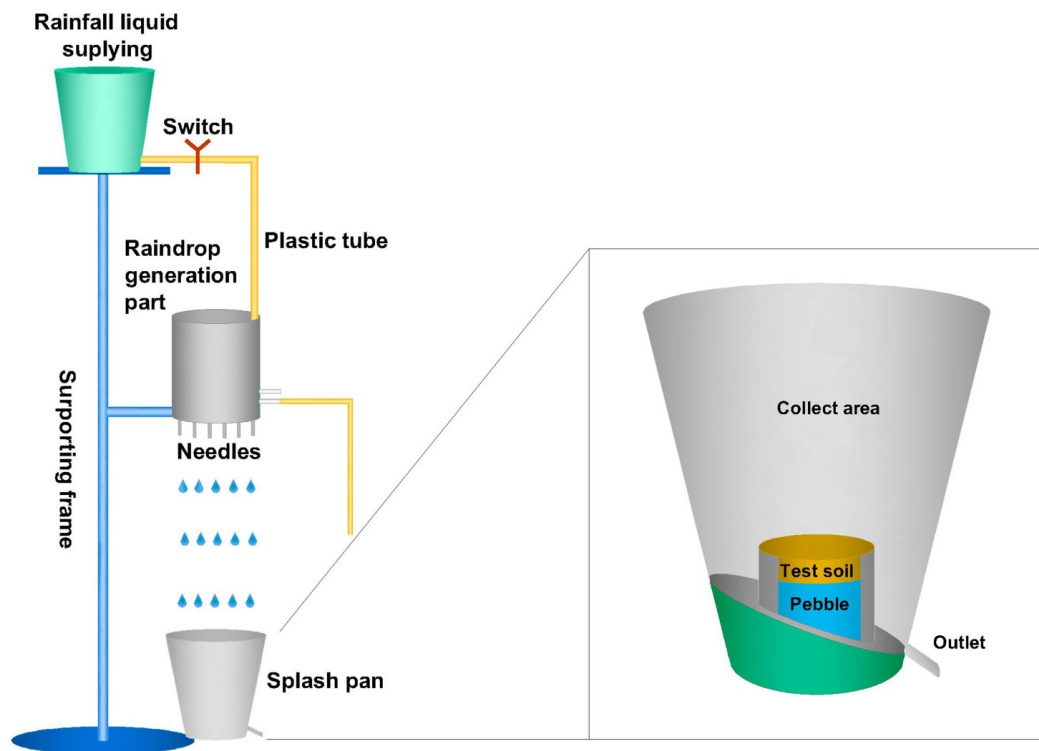 Rainfall liquid
suplying
Switch
Plastic tube
Raindrop
generation
part
Surporting frame
Needles
Splash pan
Collect area
Test soil
Pebble
Outlet